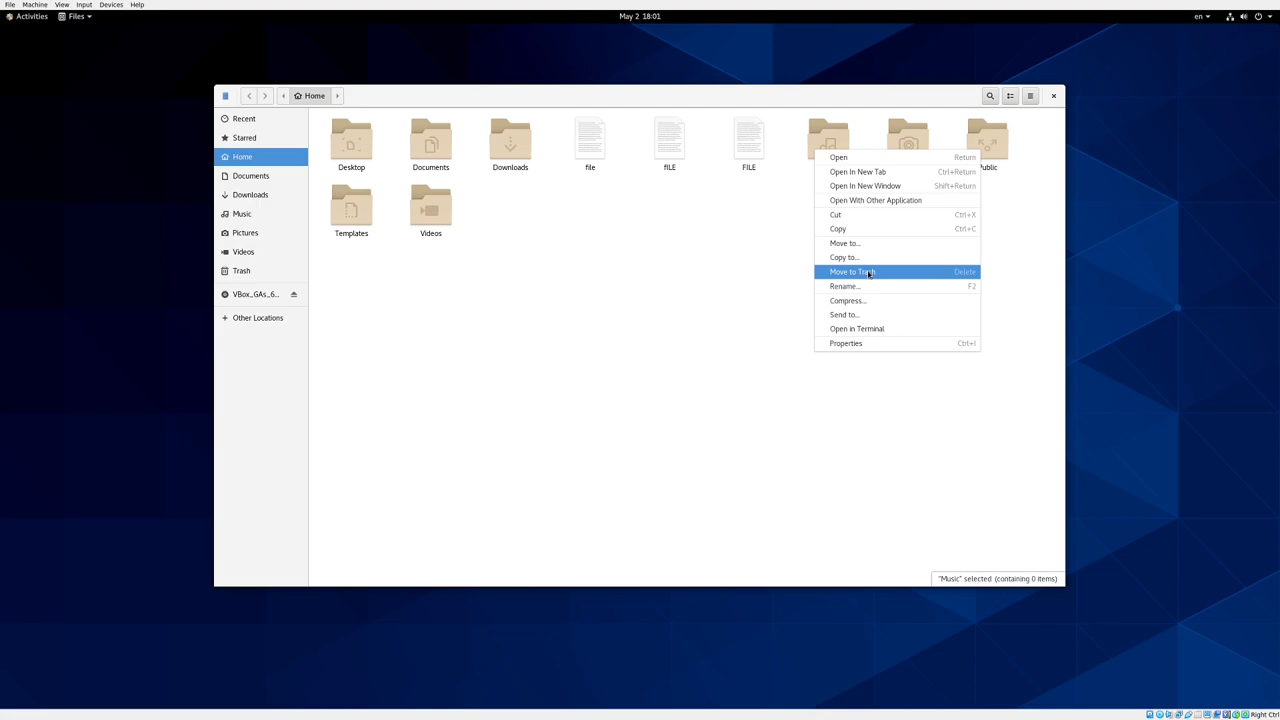 File Machine View Input Devices Help
Activities Files May 2 18:01 en
Home
Recent
Starred
Home
Documents
Downloads
Music
Pictures
Videos
Trash
VBox_GAs_6...
Other Locations
Desktop Documents Downloads file fILE FILE Public
Templates Videos
Open Return
Open In New Tab Ctrl+Return
Open In New Window Shift+Return
Open With Other Application
Cut Ctrl+X
Copy Ctrl+C
Move to...
Copy to...
Move to Trash Delete
Rename... F2
Compress...
Send to...
Open in Terminal
Properties Ctrl+I
"Music" selected (containing 0 items)
Right Ctrl